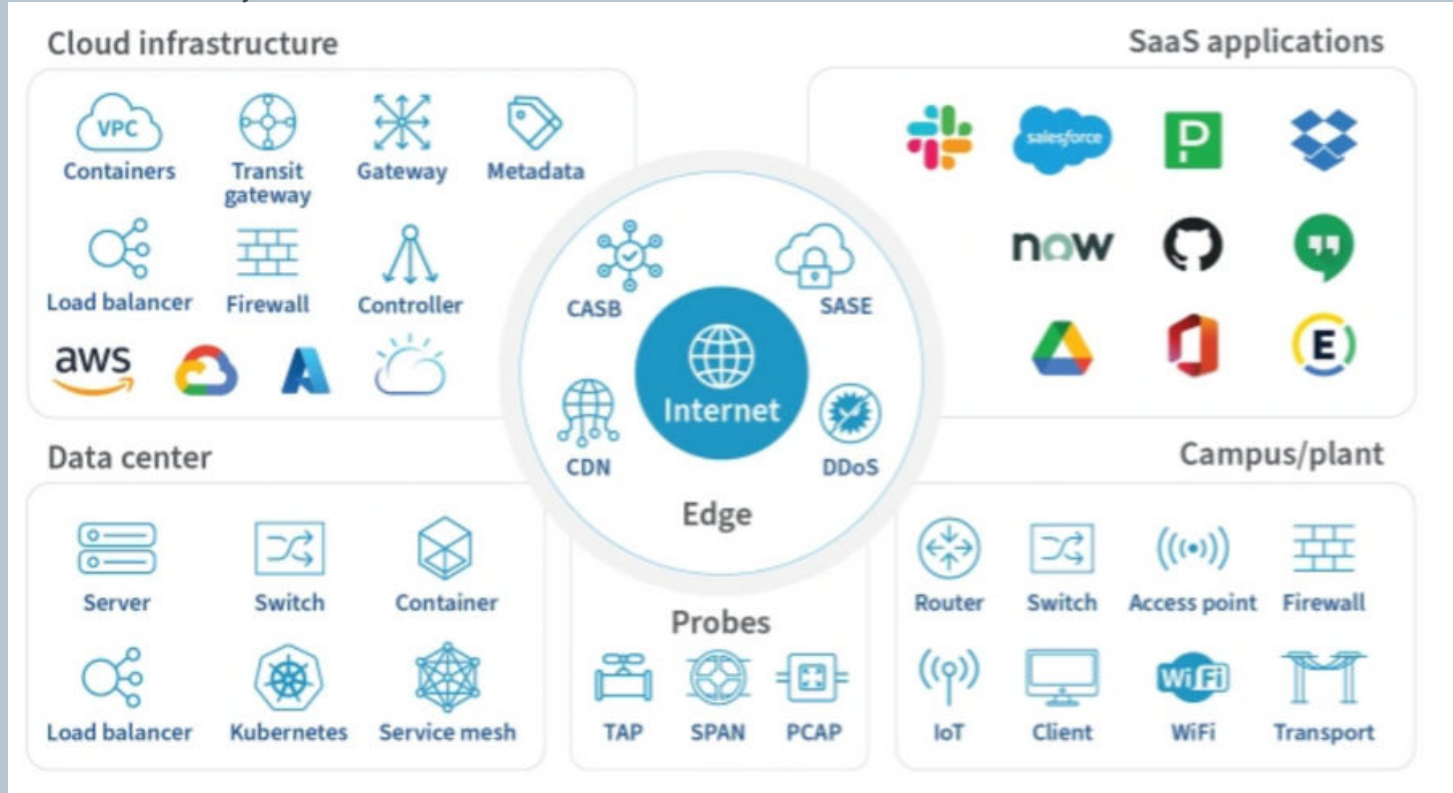 Cloud infrastructure
VPC
Containers
Transit
gateway
Gateway
Metadata
Load balancer
Firewall
Controller
aws
SaaS applications
salesforce
P
now
E
CASB
SASE
Internet
CDN
DDoS
Edge
Data center
Server
Switch
Container
Load balancer
Kubernetes
Service mesh
Probes
TAP
SPAN
PCAP
Campus/plant
Router
Switch
Access point
Firewall
IoT
Client
WiFi
WiFi
Transport